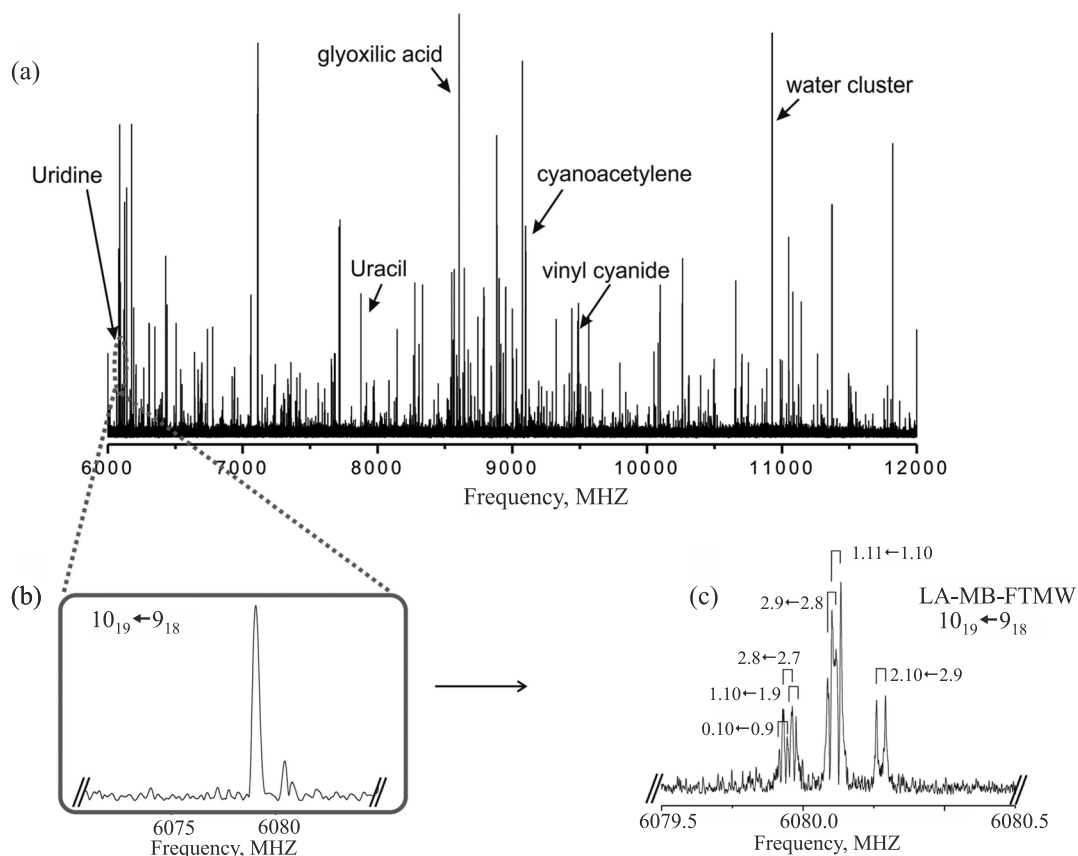 (a)
glyoxilic acid
water cluster
Uridine
cyanoacetylene
Uracil
vinyl cyanide
6000 7000 8000 9000 10000 11000 12000
Frequency, MHZ
(b)
10₁₉←9₁₈
6075 6080
Frequency, MHZ
(c)
1.11←1.10
LA-MB-FTMW
10₁₉←9₁₈
2.9←2.8
2.8←2.7
1.10←1.9
2.10←2.9
0.10←0.9
6079.5 6080.0 6080.5
Frequency, MHZ